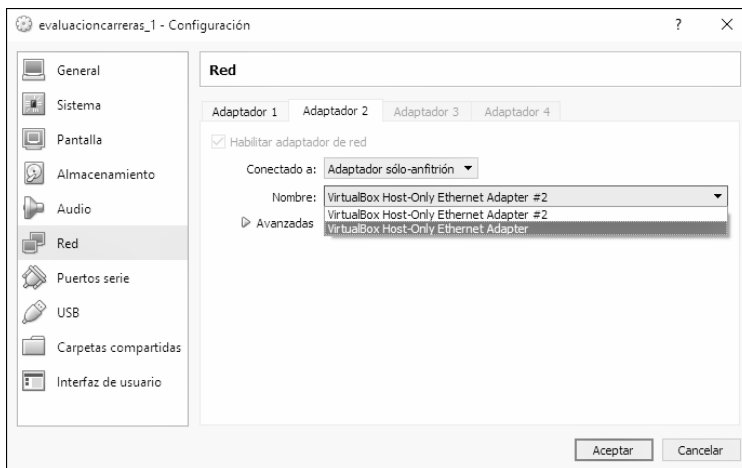 evaluacioncarreras_1 - Configuración
?
General
Sistema
Pantalla
Almacenamiento
Audio
Red
Puertos serie
USB
Carpetas compartidas
Interfaz de usuario
Red
Adaptador 1 Adaptador 2 Adaptador 3 Adaptador 4
Habilitar adaptador de red
Conectado a: Adaptador sólo-anfitrión
Nombre: VirtualBox Host-Only Ethernet Adapter #2
VirtualBox Host-Only Ethernet Adapter #2
VirtualBox Host-Only Ethernet Adapter
Avanzadas
Aceptar Cancelar